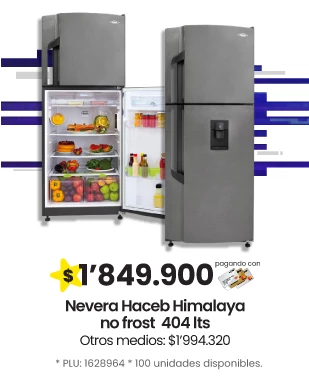 $1'849.900
pagando con
Nevera Haceb Himalaya
no frost 404 lts
Otros medios: $1'994.320
* PLU: 1628964 * 100 unidades disponibles.